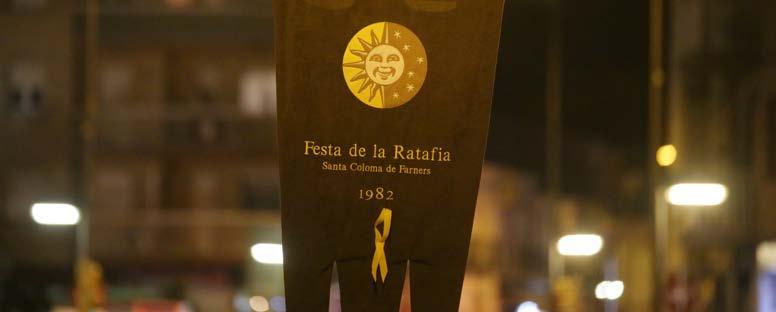 Festa de la Ratafia
Santa Coloma de Farners
1982